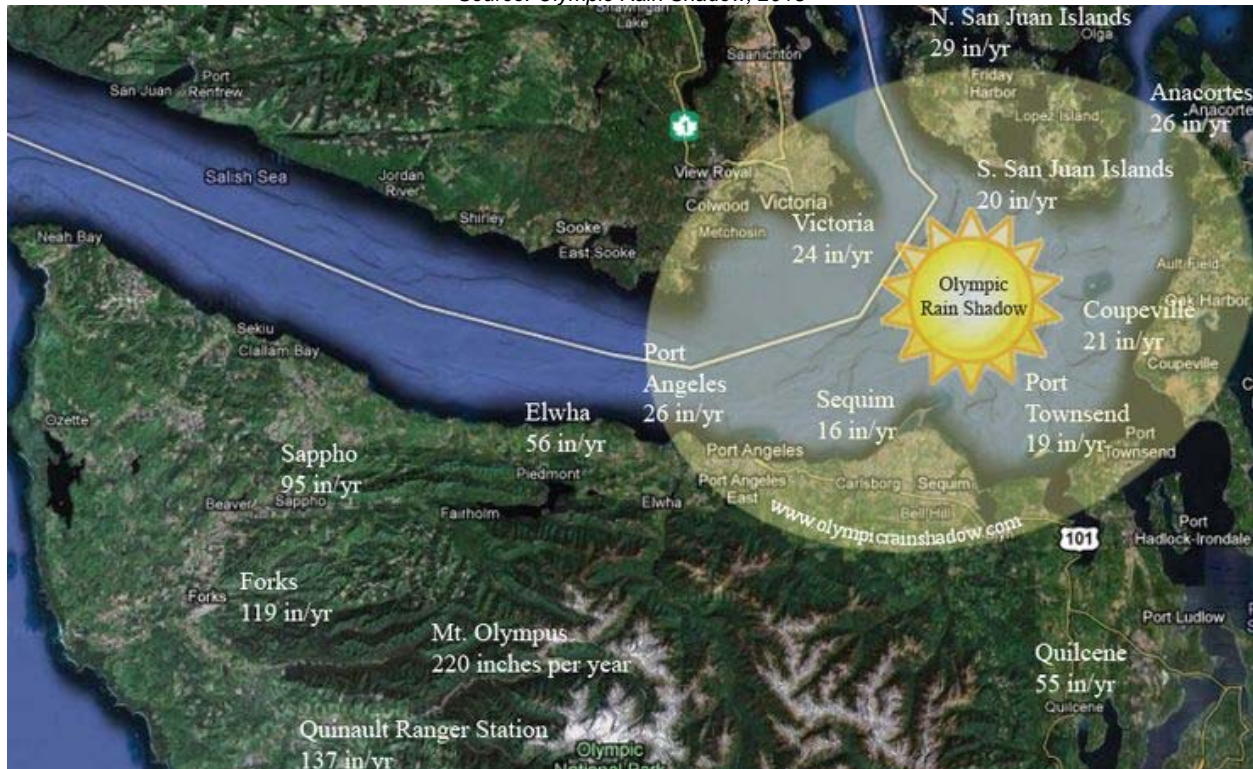 Source: Olympic Rain Shadow, 2018
Lake
N. San Juan Islands
29 in/yr
Olga
Saanichton
Port
Renfrew
San Juan
Friday
Harbor
Lopez Island
Anacortes
26 in/yr
1
Salish Sea
Jordan
River
View Royal
Colwood
Victoria
Metchosin
Victoria
24 in/yr
S. San Juan Islands
20 in/yr
Shirley
Sooke
East Sooke
Neah Bay
Olympic
Rain Shadow
Ault Field
Oak Harbor
Coupeville
21 in/yr
Coupeville
Sekiu
Clallam Bay
Port
Angeles
26 in/yr
Elwha
56 in/yr
Sequim
16 in/yr
Port
Townsend
19 in/yr
Port
Townsend
Ozette
Sappho
95 in/yr
Beaver
Sappho
Piedmont
Fairholm
Elwha
Port Angeles
Port Angeles
East
Carlsborg
Sequim
Bell Hill
www.olympicrainshadow.com
101
Port
Hadlock-Irondale
Forks
Forks
119 in/yr
Mt. Olympus
220 inches per year
Port Ludlow
Quilcene
55 in/yr
Quilcene
Quinault Ranger Station
137 in/yr
Olympic
National Park